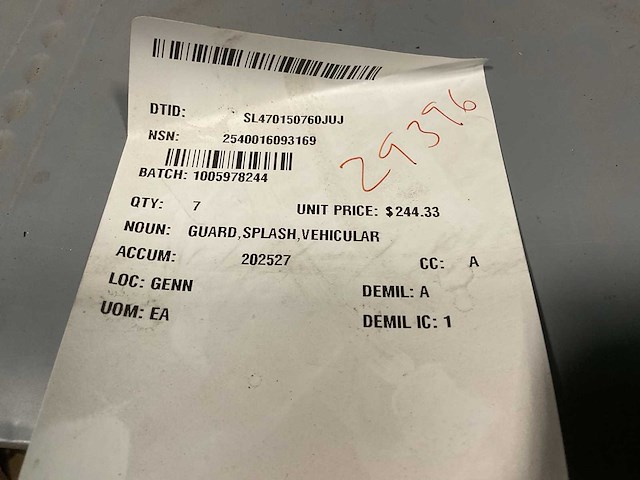 DTID: SL470150760JUJ
NSN: 2540016093169
29396
BATCH: 1005978244
QTY: 7 UNIT PRICE: $244.33
NOUN: GUARD,SPLASH,VEHICULAR
ACCUM: 202527 CC: A
LOC: GENN DEMIL: A
UOM: EA DEMIL IC: 1